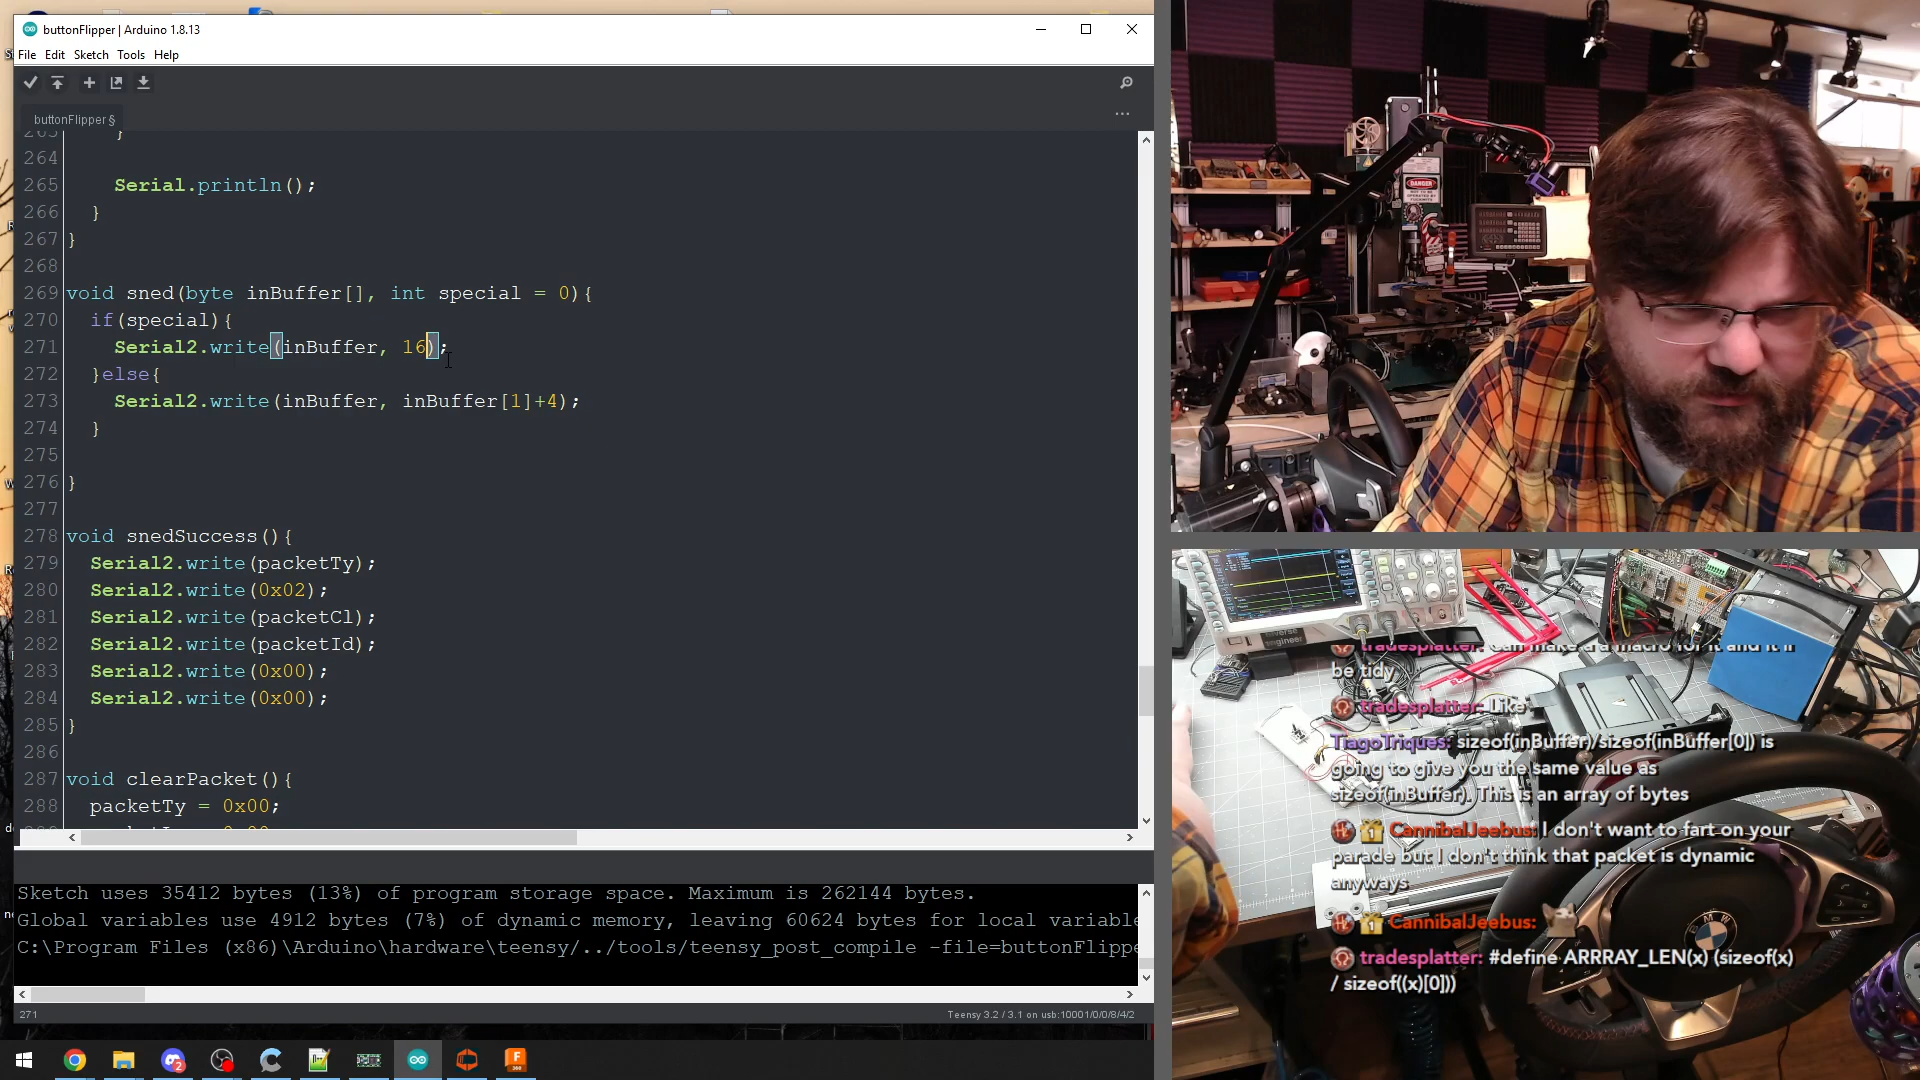 buttonFlipper | Arduino 1.8.13
File Edit Sketch Tools Help
buttonFlipper §
264
265 Serial.println();
266 }
267 }
268
269 void sned(byte inBuffer[], int special = 0){
270 if(special){
271 Serial2.write(inBuffer, 16);
272 }else{
273 Serial2.write(inBuffer, inBuffer[1]+4);
274 }
275
276 }
277
278 void snedSuccess(){
279 Serial2.write(packetTy);
280 Serial2.write(0x02);
281 Serial2.write(packetCl);
282 Serial2.write(packetId);
283 Serial2.write(0x00);
284 Serial2.write(0x00);
285 }
286
287 void clearPacket(){
288 packetTy = 0x00;
Sketch uses 35412 bytes (13%) of program storage space. Maximum is 262144 bytes.
Global variables use 4912 bytes (7%) of dynamic memory, leaving 60624 bytes for local variable
C:\Program Files (x86)\Arduino\hardware\teensy/../tools/teensy_post_compile -file=buttonFlippe
271
Teensy 3.2 / 3.1 on usb:10001/0/0/8/4/2
DANGER
be tidy
tradesplatter: Like
TiagoTriques: sizeof(inBuffer)/sizeof(inBuffer[0]) is
going to give you the same value as
sizeof(inBuffer). This is an array of bytes
CannibalJeebus: I don't want to fart on your
parade but I don't think that packet is dynamic
anyways
CannibalJeebus:
tradesplatter: #define ARRRAY_LEN(x) (sizeof(x)
/ sizeof((x)[0]))
BMW